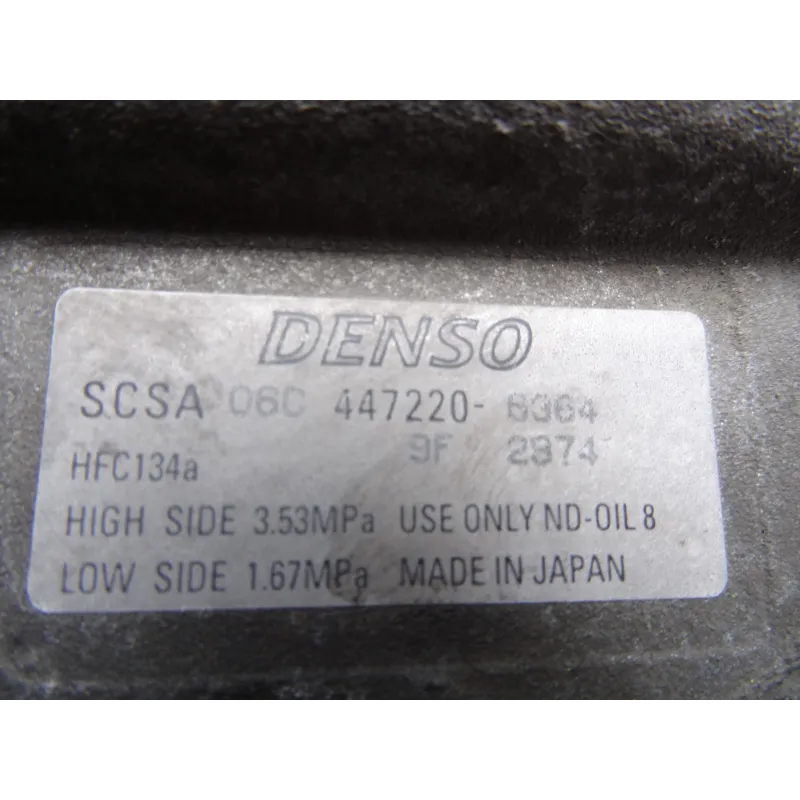 DENSO
SCSA 06C 447220-6364
HFC134a 9F 2874
HIGH SIDE 3.53MPa USE ONLY ND-OIL 8
LOW SIDE 1.67MPa MADE IN JAPAN